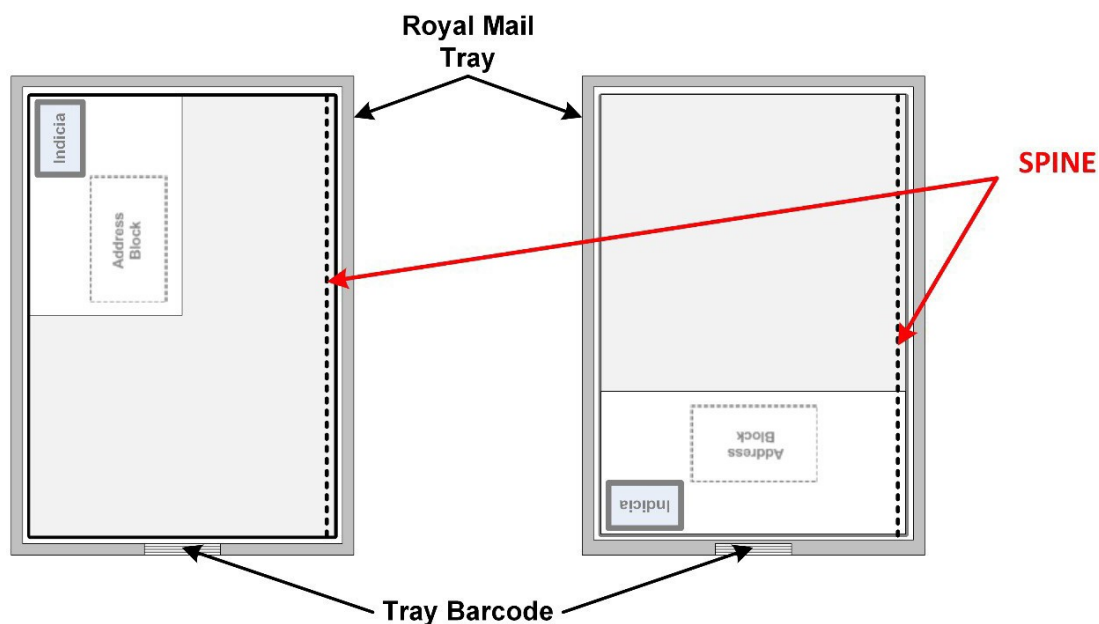 Royal Mail
Tray
SPINE
Indicia
Address
Block
Address
Block
Indicia
Tray Barcode